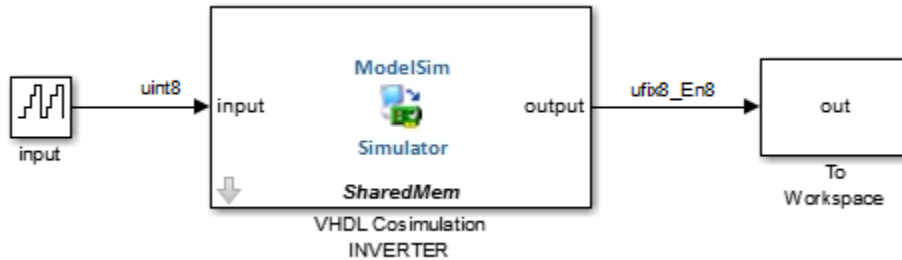 ModelSim
uint8
ufix8_En8
input
output
out
Simulator
input
SharedMem
To
Workspace
VHDL Cosimulation
INVERTER